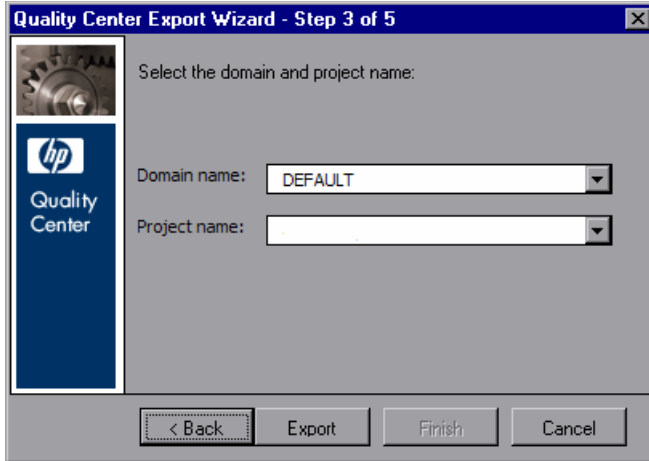 Quality Center Export Wizard - Step 3 of 5
Select the domain and project name:
hp
Quality
Center
Domain name:
DEFAULT
Project name:
< Back
Export
Finish
Cancel